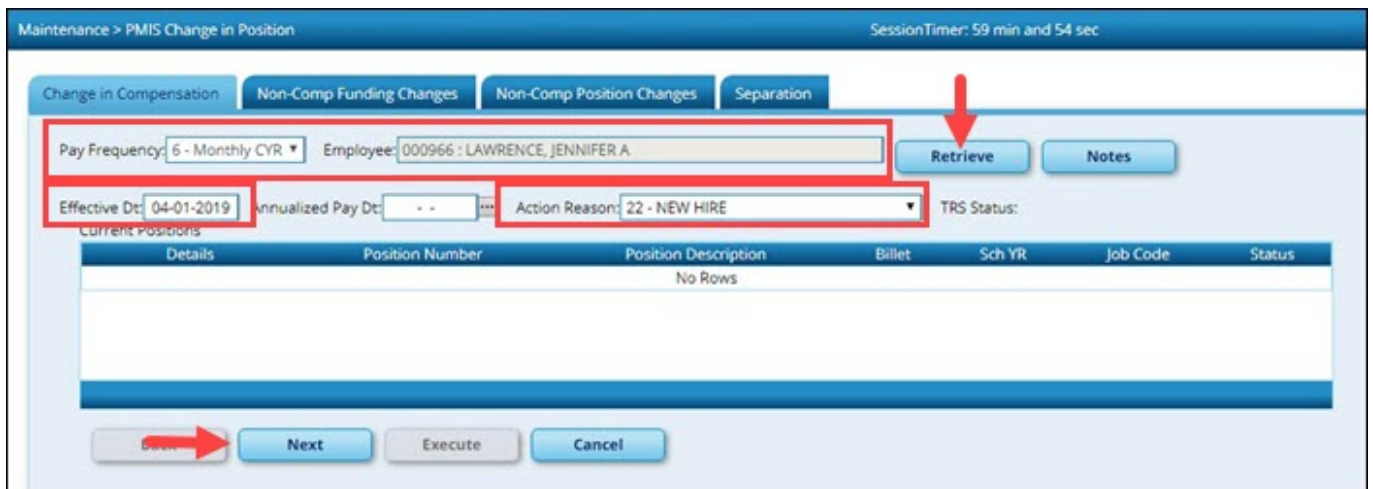 Maintenance > PMIS Change in Position SessionTimer: 59 min and 54 sec
Change in Compensation Non-Comp Funding Changes Non-Comp Position Changes Separation
Pay Frequency: 6 - Monthly CYR Employee: 000966 : LAWRENCE, JENNIFER A Retrieve Notes
Effective Dt: 04-01-2019 Annualized Pay Dt: - - Action Reason: 22 - NEW HIRE TRS Status:
Current Positions
Details Position Number Position Description Billet Sch YR Job Code Status
No Rows
Back Next Execute Cancel